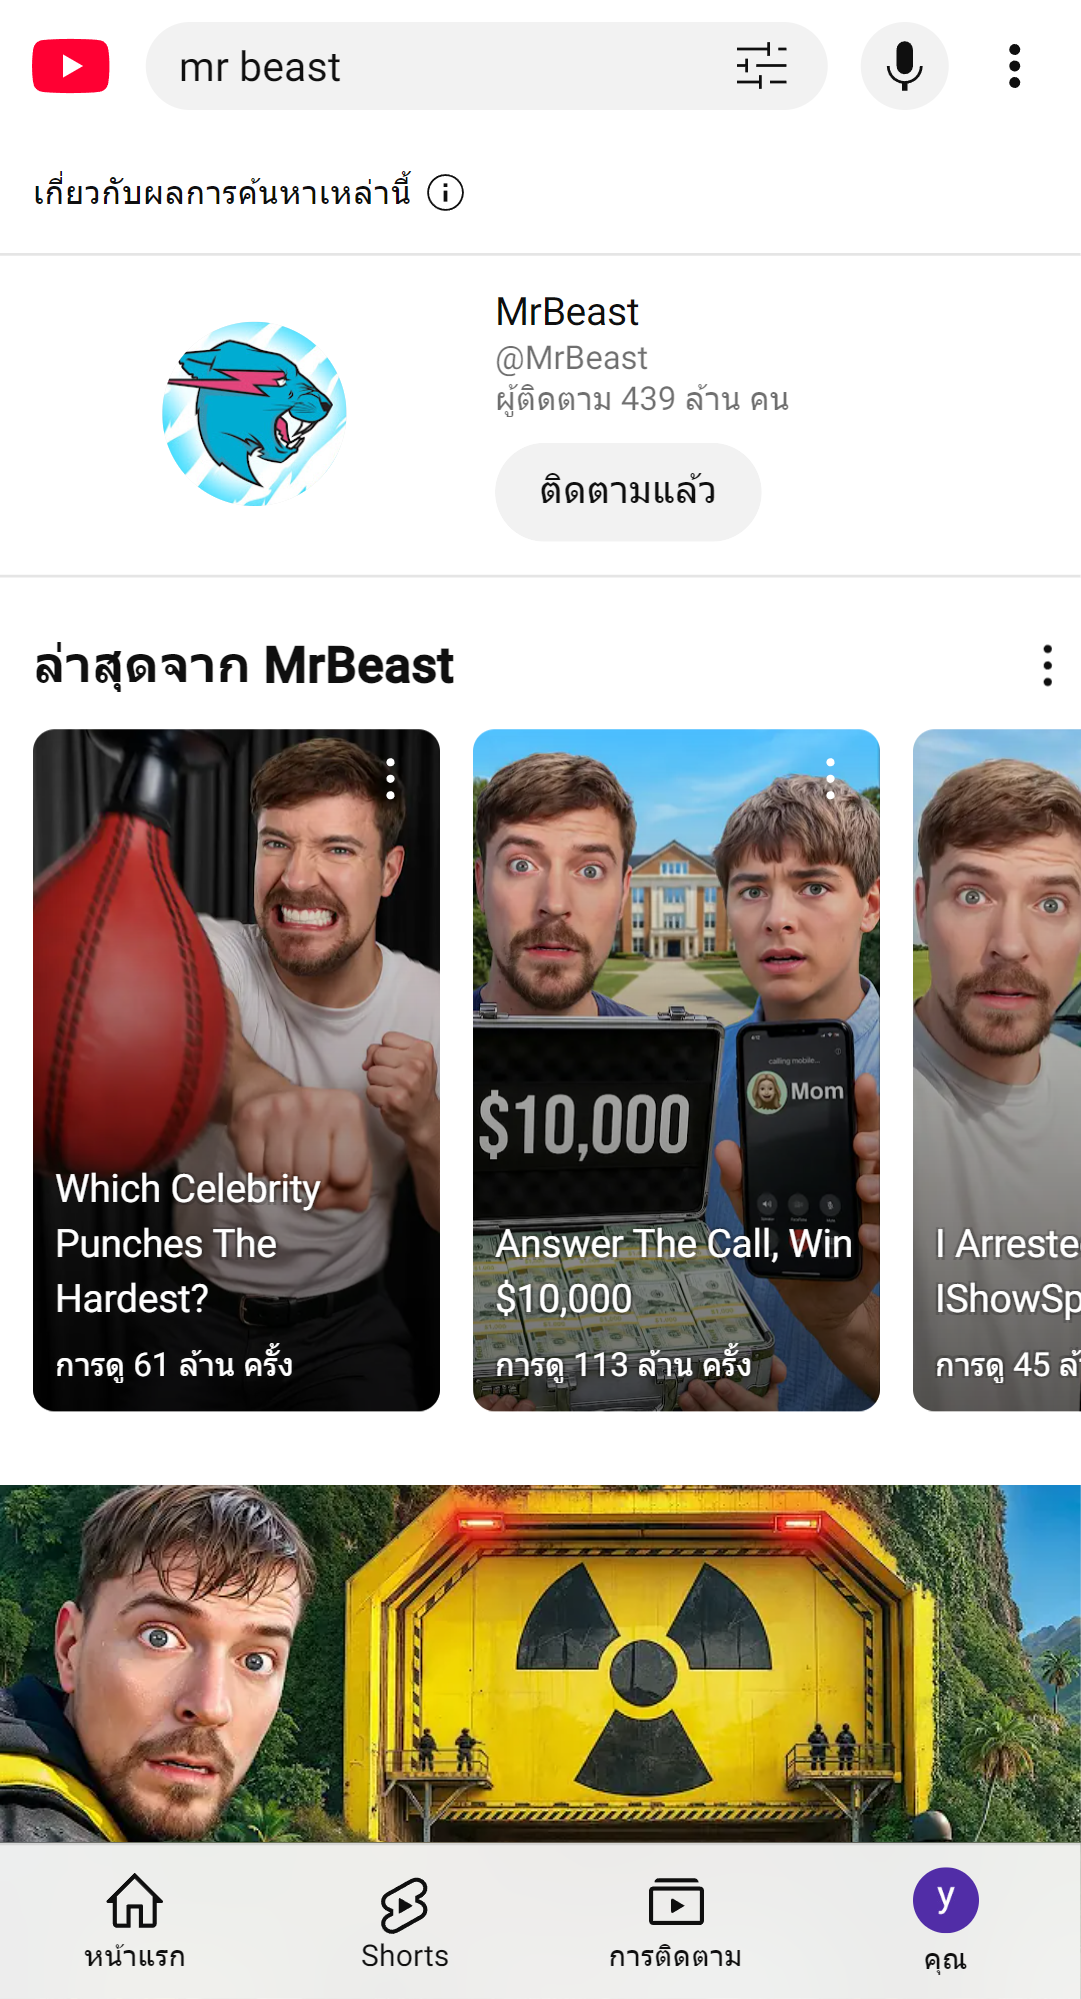 mr beast
เกี่ยวกับผลการค้นหาเหล่านี้
MrBeast
@MrBeast
ผู้ติดตาม 439 ล้าน คน
ติดตามแล้ว
ล่าสุดจาก MrBeast
Which Celebrity
Punches The
Hardest?
การดู 61 ล้าน ครั้ง
calling mobile...
Mom
$10,000
Answer The Call, Win
$10,000
การดู 113 ล้าน ครั้ง
I Arreste
IShowSp
การดู 45 ล้
หน้าแรก
Shorts
การติดตาม
y
คุณ